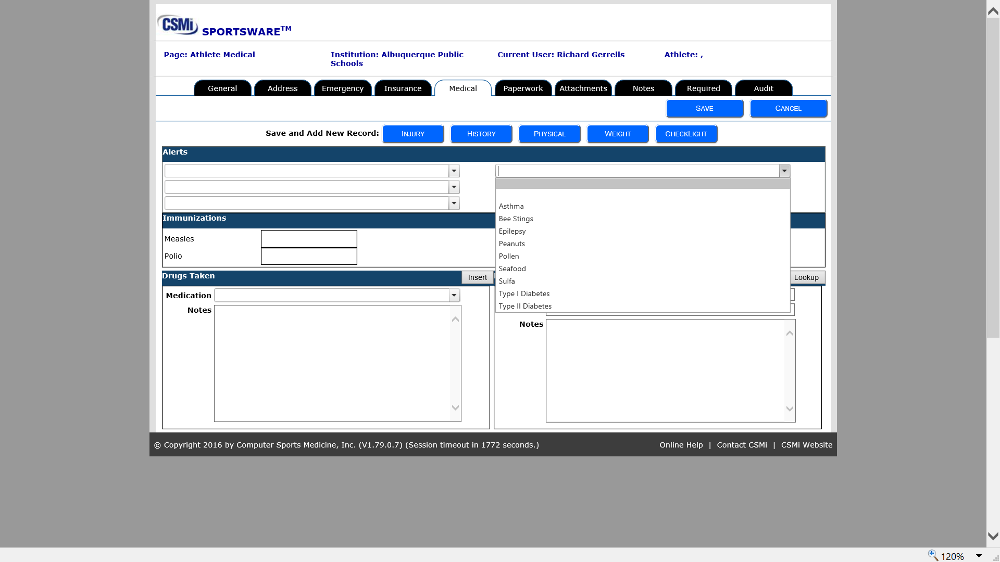 CSMi SPORTSWARE™
Page: Athlete Medical
Institution: Albuquerque Public
Schools
Current User: Richard Gerrells
Athlete: ,
General
Address
Emergency
Insurance
Medical
Paperwork
Attachments
Notes
Required
Audit
SAVE
CANCEL
Save and Add New Record:
INJURY
HISTORY
PHYSICAL
WEIGHT
CHECKLIGHT
Alerts
Asthma
Bee Stings
Epilepsy
Peanuts
Pollen
Seafood
Sulfa
Type I Diabetes
Type II Diabetes
Immunizations
Measles
Polio
Drugs Taken
Insert
Lookup
Medication
Notes
Notes
© Copyright 2016 by Computer Sports Medicine, Inc. (V1.79.0.7) (Session timeout in 1772 seconds.)
Online Help | Contact CSMi | CSMi Website
120%